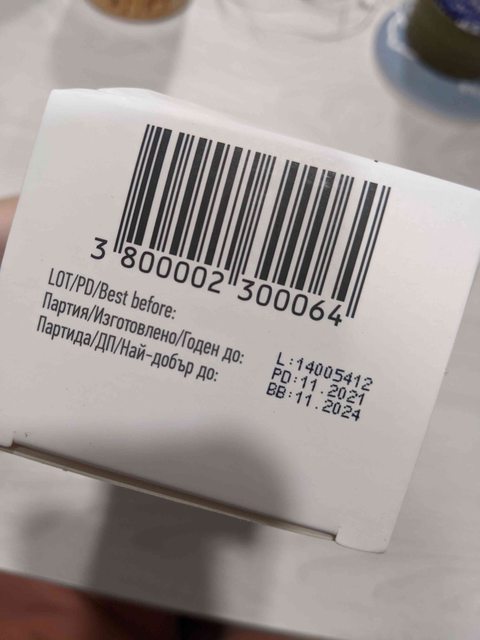 3 800002 300064
LOT/PD/Best before:
Партия/Изготовлено/Годен до:
Партида/ДП/Най-добър до:
L:14005412
PD:11.2021
BB:11.2024